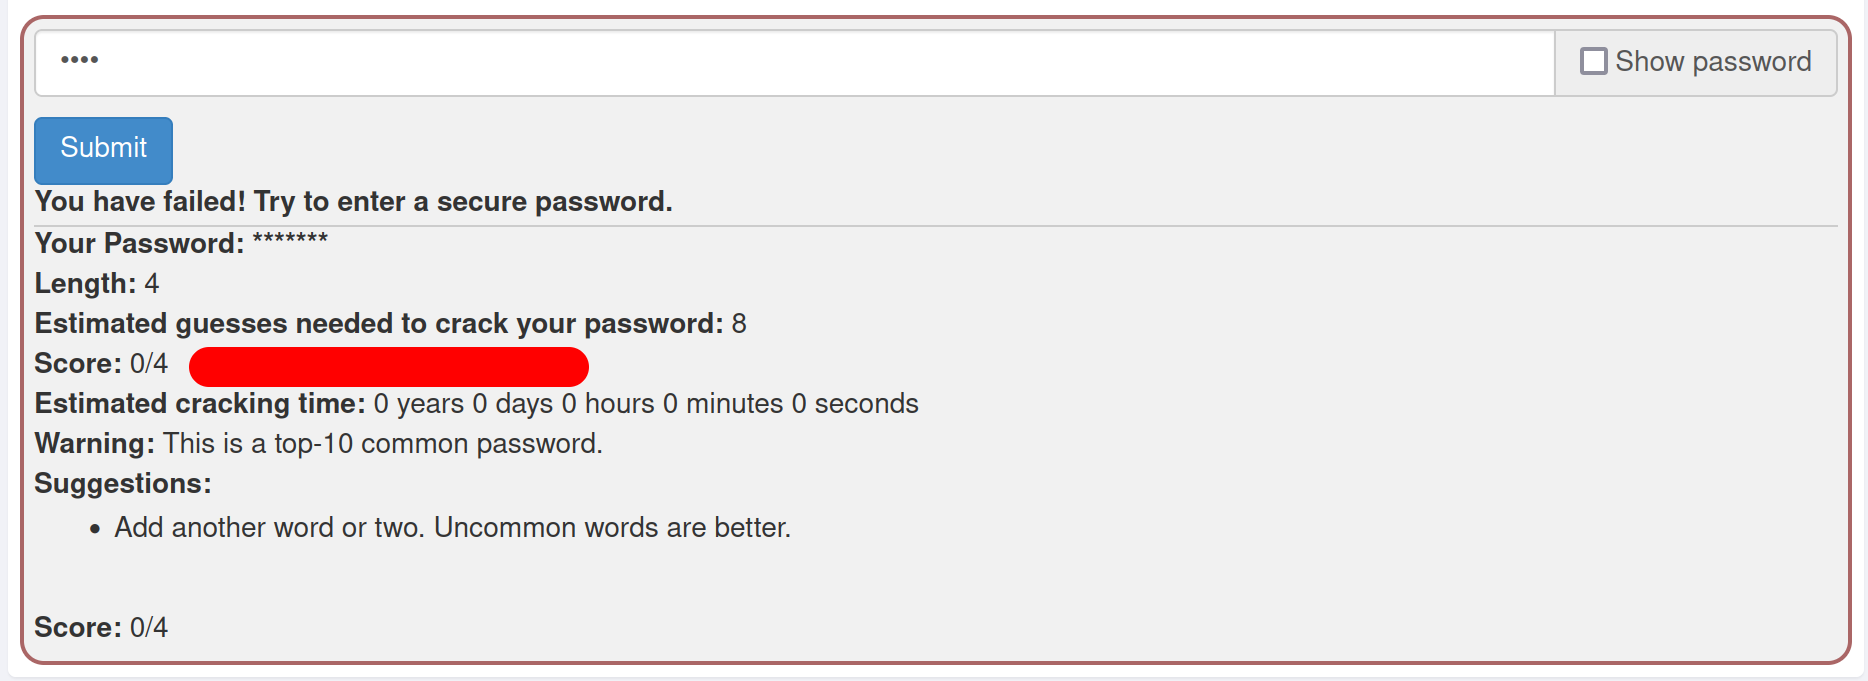 ••••
Show password
Submit
You have failed! Try to enter a secure password.
Your Password: *******
Length: 4
Estimated guesses needed to crack your password: 8
Score: 0/4
Estimated cracking time: 0 years 0 days 0 hours 0 minutes 0 seconds
Warning: This is a top-10 common password.
Suggestions:
• Add another word or two. Uncommon words are better.
Score: 0/4